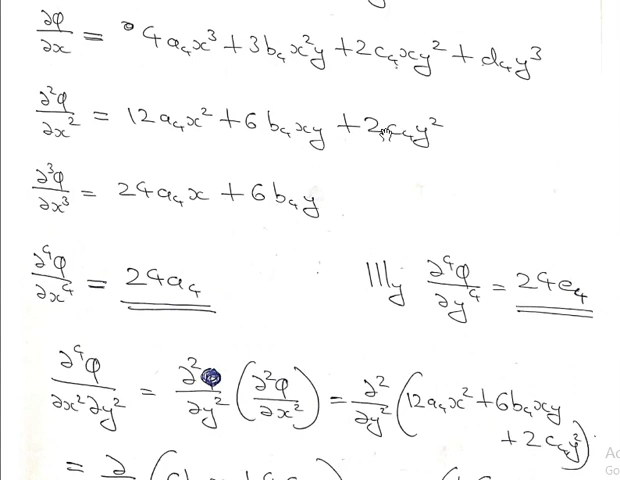 ∂φ/∂x = 4a₄x³ + 3b₄x²y + 2c₄xy² + d₄y³
∂²φ/∂x² = 12a₄x² + 6b₄xy + 2c₄y²
∂³φ/∂x³ = 24a₄x + 6b₄y
∂⁴φ/∂x⁴ = 24a₄ IIIly ∂⁴φ/∂y⁴ = 24e₄
∂⁴φ/∂x²∂y² = ∂²/∂y² (∂²φ/∂x²) = ∂²/∂y² (12a₄x² + 6b₄xy
+ 2c₄y²)
= ∂